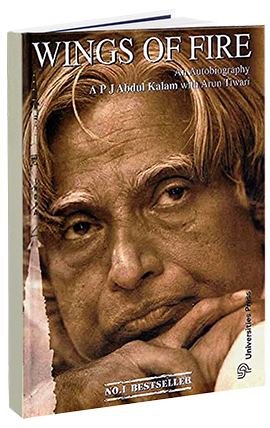 WINGS OF FIRE
An Autobiography
A P J Abdul Kalam with Arun Tiwari
Universities Press
NO.1 BESTSELLER